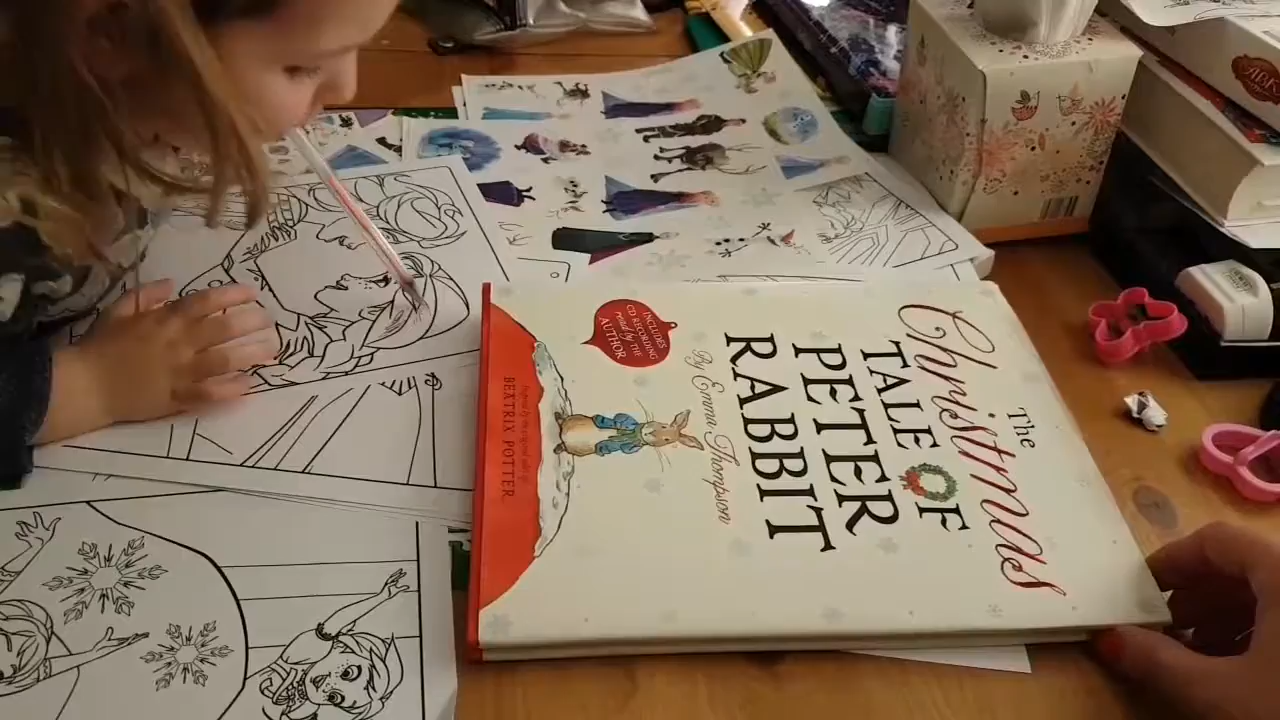 The
Christmas
TALE OF
PETER
RABBIT
By Emma Thompson
INCLUDES
CD RECORDING
read by THE
AUTHOR
BEATRIX POTTER